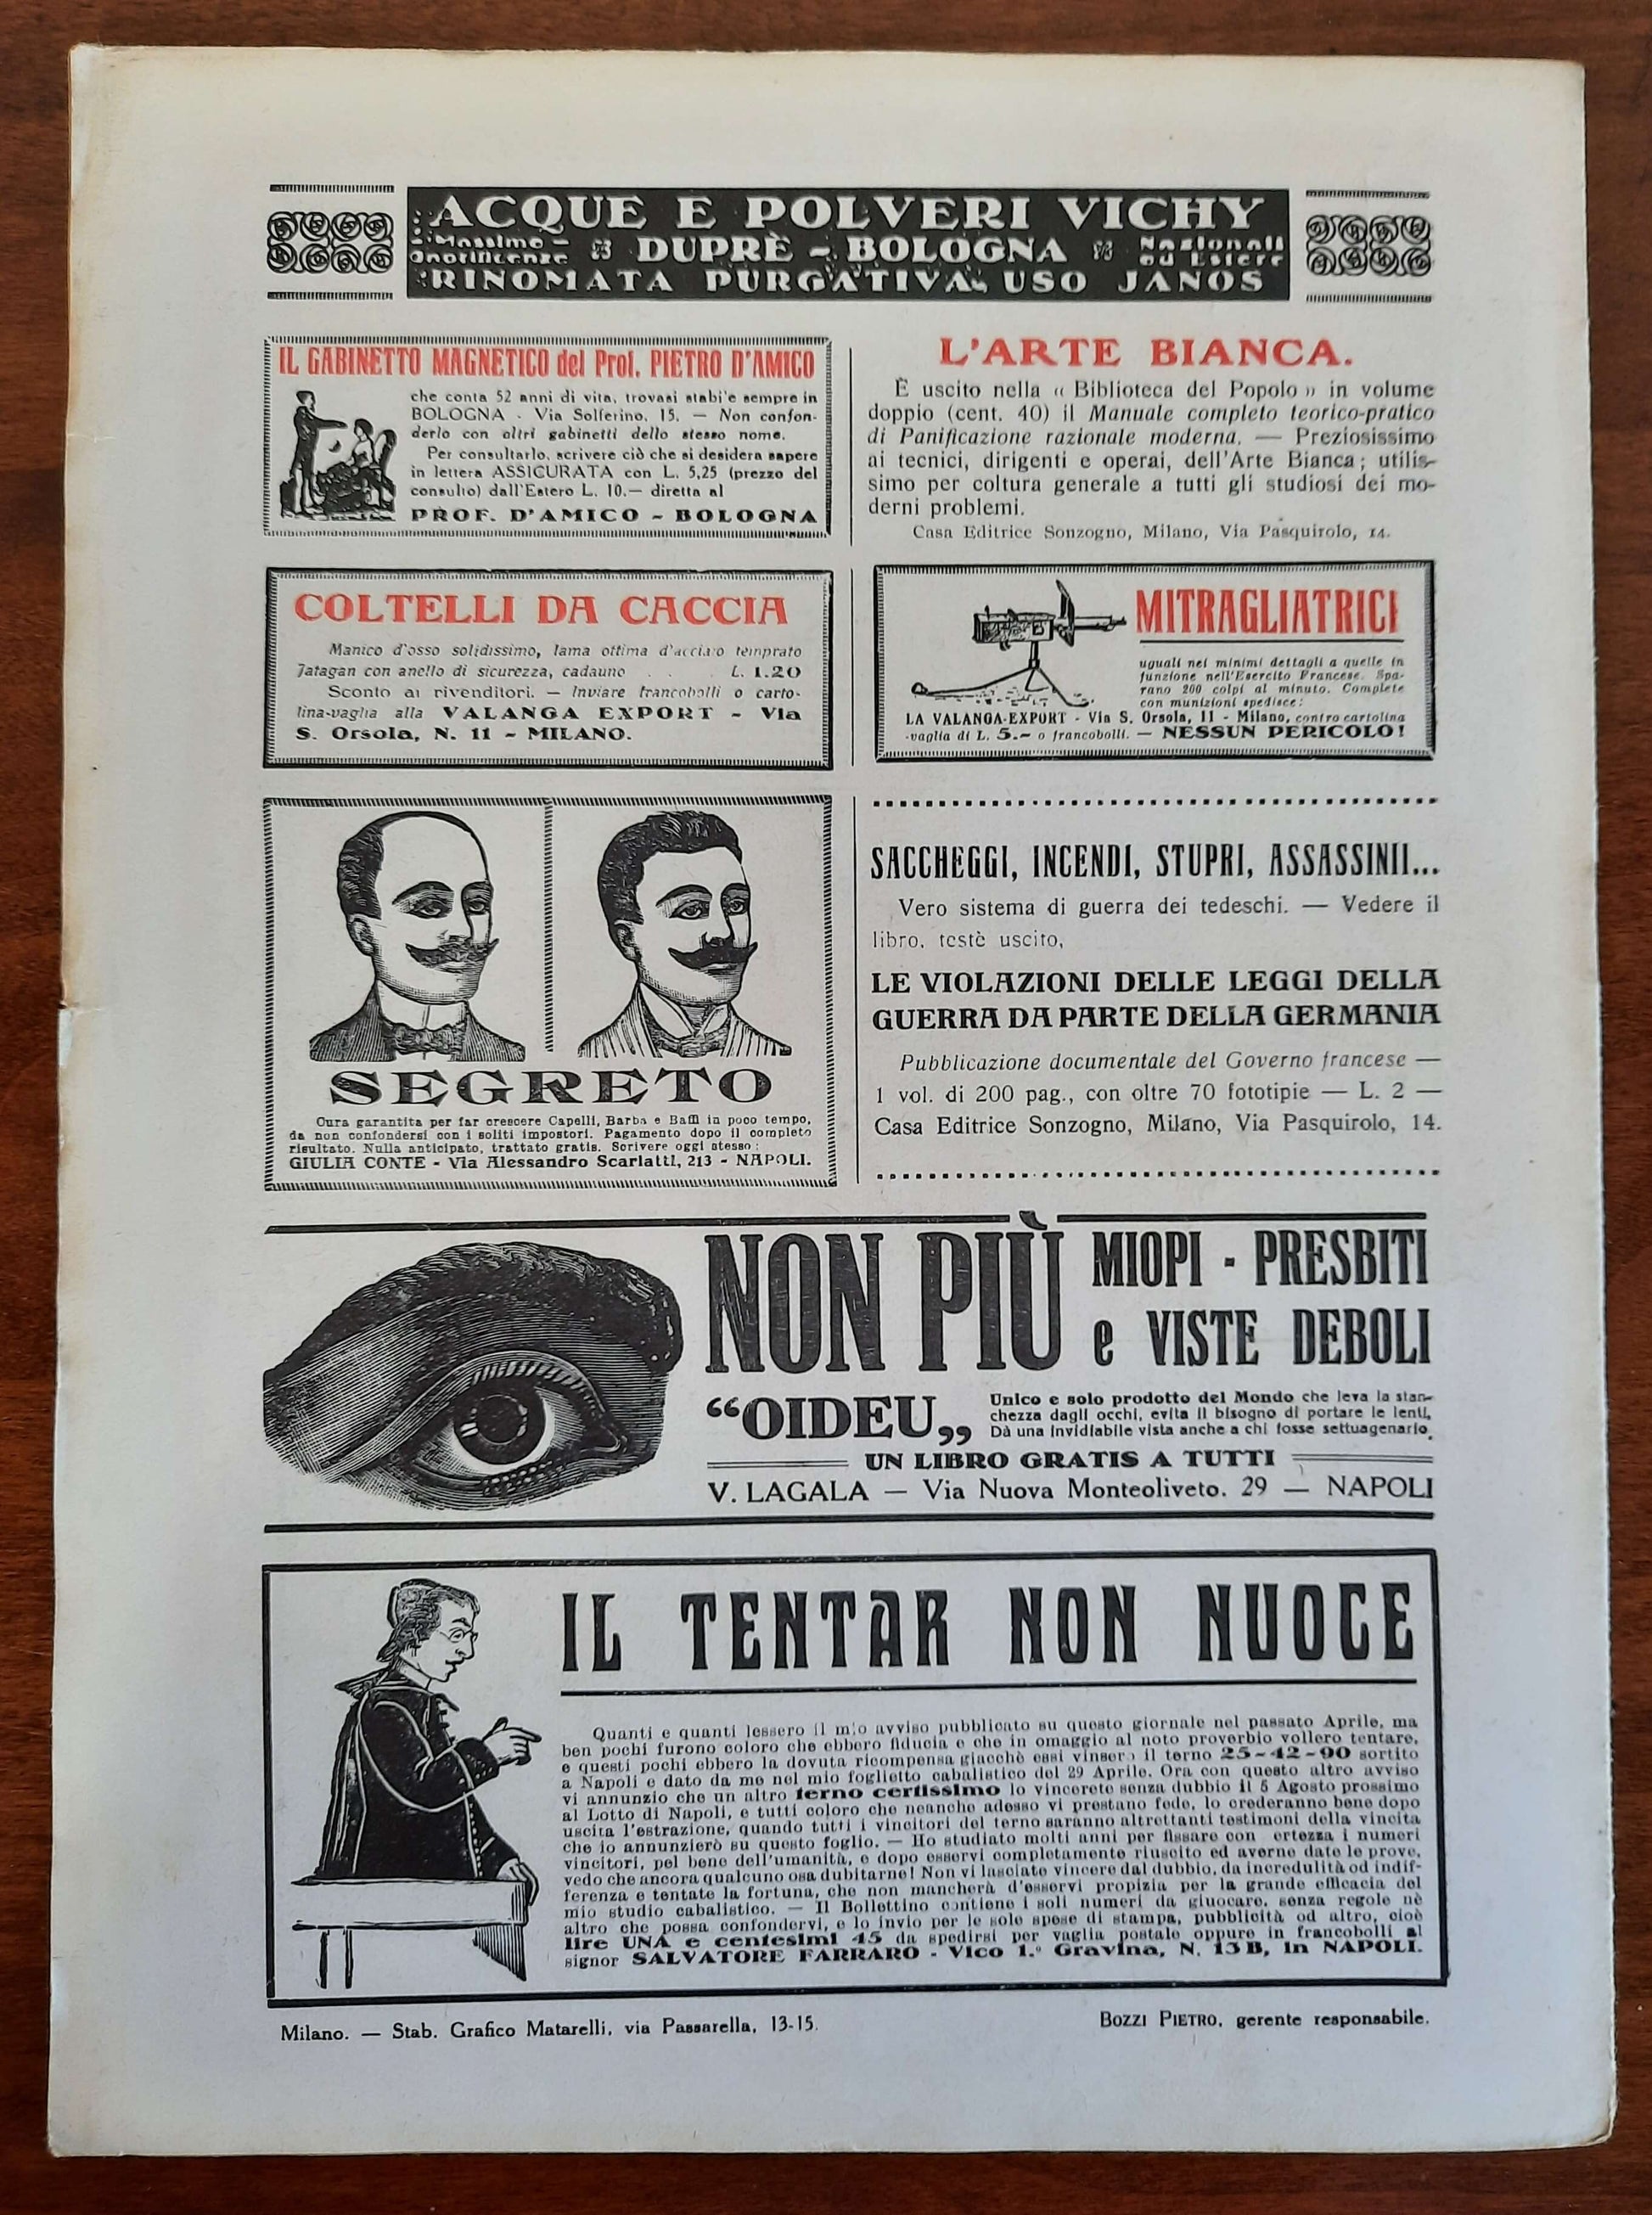 ACQUE E POLVERI VICHY
Massime Onorificenze DUPRÈ - BOLOGNA Nazionali ed Estere
RINOMATA PURGATIVA USO JANOS
IL GABINETTO MAGNETICO del Prof. PIETRO D'AMICO
che conta 52 anni di vita, trovasi stabi'e sempre in
BOLOGNA - Via Solferino, 15. — Non confon-
derlo con altri gabinetti dello stesso nome.
Per consultarlo, scrivere ciò che si desidera sapere
in lettera ASSICURATA con L. 5,25 (prezzo del
consulto) dall'Estero L. 10.— diretta al
PROF. D'AMICO - BOLOGNA
L'ARTE BIANCA.
È uscito nella « Biblioteca del Popolo » in volume
doppio (cent. 40) il Manuale completo teorico-pratico
di Panificazione razionale moderna. — Preziosissimo
ai tecnici, dirigenti e operai, dell'Arte Bianca; utilis-
simo per coltura generale a tutti gli studiosi dei mo-
derni problemi.
Casa Editrice Sonzogno, Milano, Via Pasquirolo, 14.
COLTELLI DA CACCIA
Manico d'osso solidissimo, lama ottima d'acciaio temprato
Jatagan con anello di sicurezza, cadauno . . . L. 1.20
Sconto ai rivenditori. — Inviare francobolli o carto-
lina-vaglia alla VALANGA EXPORT - Via
S. Orsola, N. 11 - MILANO.
MITRAGLIATRICI
uguali nei minimi dettagli a quelle in
funzione nell'Esercito Francese. Spa-
rano 200 colpi al minuto. Complete
con munizioni spedisce:
LA VALANGA-EXPORT - Via S. Orsola, 11 - Milano, contro cartolina
-vaglia di L. 5.- o francobolli. — NESSUN PERICOLO!
SEGRETO
Cura garantita per far crescere Capelli, Barba e Baffi in poco tempo,
da non confondersi con i soliti impostori. Pagamento dopo il completo
risultato. Nulla anticipato, trattato gratis. Scrivere oggi stesso:
GIULIA CONTE - Via Alessandro Scarlatti, 213 - NAPOLI.
SACCHEGGI, INCENDI, STUPRI, ASSASSINII...
Vero sistema di guerra dei tedeschi. — Vedere il
libro, testè uscito,
LE VIOLAZIONI DELLE LEGGI DELLA
GUERRA DA PARTE DELLA GERMANIA
Pubblicazione documentale del Governo francese —
1 vol. di 200 pag., con oltre 70 fototipie — L. 2 —
Casa Editrice Sonzogno, Milano, Via Pasquirolo, 14.
NON PIÙ MIOPI - PRESBITI
e VISTE DEBOLI
“OIDEU„ Unico e solo prodotto del Mondo che leva la stan-
chezza dagli occhi, evita il bisogno di portare le lenti.
Dà una invidiabile vista anche a chi fosse settuagenario.
UN LIBRO GRATIS A TUTTI
V. LAGALA — Via Nuova Monteoliveto, 29 — NAPOLI
IL TENTAR NON NUOCE
Quanti e quanti lessero il mio avviso pubblicato su questo giornale nel passato Aprile, ma
ben pochi furono coloro che ebbero fiducia e che in omaggio al noto proverbio vollero tentare,
e questi pochi ebbero la dovuta ricompensa giacchè essi vinsero il terno 25-42-90 sortito
a Napoli e dato da me nel mio foglietto cabalistico del 29 Aprile. Ora con questo altro avviso
vi annunzio che un altro terno certissimo lo vincerete senza dubbio il 5 Agosto prossimo
al Lotto di Napoli, e tutti coloro che neanche adesso vi prestano fede, lo crederanno bene dopo
uscita l'estrazione, quando tutti i vincitori del terno saranno altrettanti testimoni della vincita
che io annunzierò su questo foglio. — Ho studiato molti anni per fissare con ertezza i numeri
vincitori, pel bene dell'umanità, e dopo esservi completamente riuscito ed averne date le prove,
vedo che ancora qualcuno osa dubitarne! Non vi lasciate vincere dal dubbio, da incredulità od indif-
ferenza e tentate la fortuna, che non mancherà d'esservi propizia per la grande efficacia del
mio studio cabalistico. — Il Bollettino contiene i soli numeri da giuocare, senza regole nè
altro che possa confondervi, e lo invio per le sole spese di stampa, pubblicità od altro, cioè
lire UNA e centesimi 45 da spedirsi per vaglia postale oppure in francobolli al
signor SALVATORE FARRARO - Vico 1.° Gravina, N. 13 B, in NAPOLI.
Milano. — Stab. Grafico Matarelli, via Passarella, 13-15.
BOZZI PIETRO, gerente responsabile.